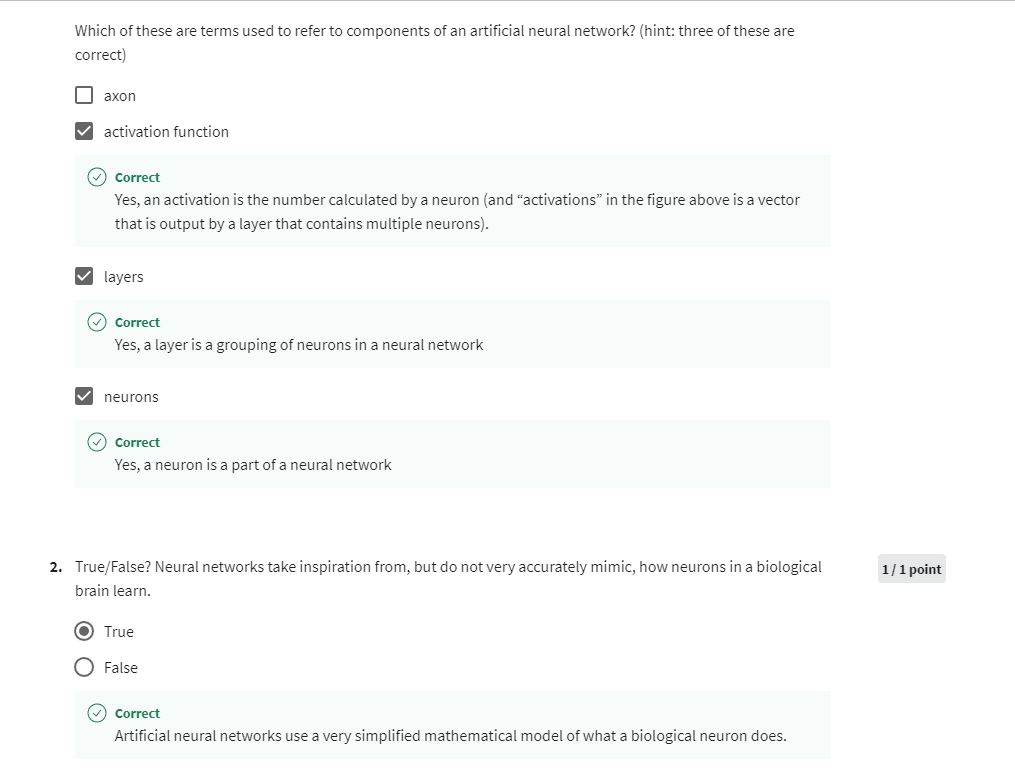 Which of these are terms used to refer to components of an artificial neural network? (hint: three of these are
correct)
axon
activation function
Correct
Yes, an activation is the number calculated by a neuron (and “activations” in the figure above is a vector
that is output by a layer that contains multiple neurons).
layers
Correct
Yes, a layer is a grouping of neurons in a neural network
neurons
Correct
Yes, a neuron is a part of a neural network
2. True/False? Neural networks take inspiration from, but do not very accurately mimic, how neurons in a biological
brain learn.
1 / 1 point
True
False
Correct
Artificial neural networks use a very simplified mathematical model of what a biological neuron does.